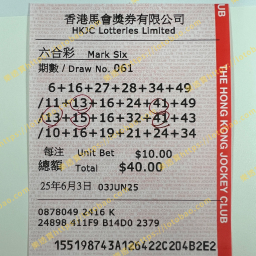 香港馬會獎券有限公司
HKJC Lotteries Limited
六合彩 Mark Six
期數 / Draw No. 061
6+16+27+28+34+49
/11+13+16+24+41+49
/13+15+16+32+41+43
/10+16+19+21+24+34
每注 Unit Bet $10.00
總額 Total $40.00
25年6月3日 03JUN25
0878049 2416 K
24898 411F9 B14D0 2379
155198743A126422C204B2E2
THE HONG KONG JOCKEY CLUB